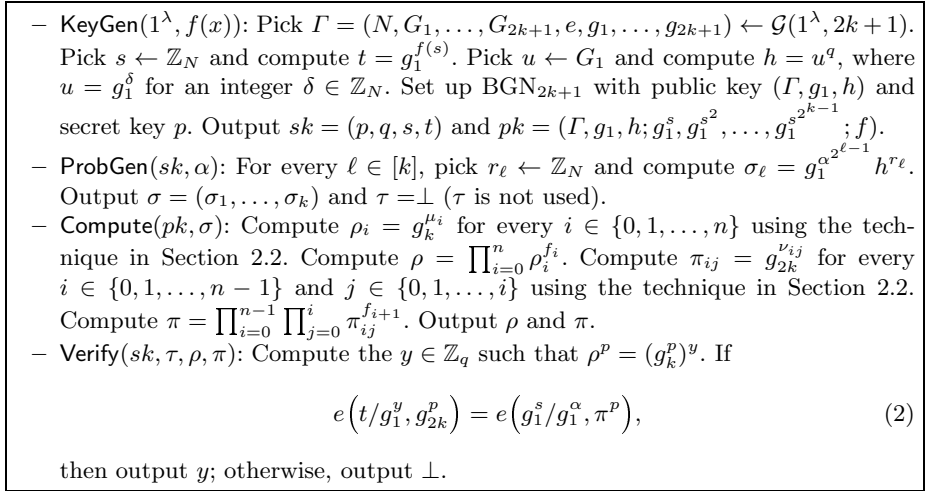 – KeyGen(1^λ, f(x)): Pick Γ = (N, G_1, . . . , G_{2k+1}, e, g_1, . . . , g_{2k+1}) ← 𝒢(1^λ, 2k + 1).
Pick s ← ℤ_N and compute t = g_1^{f(s)}. Pick u ← G_1 and compute h = u^q, where
u = g_1^δ for an integer δ ∈ ℤ_N. Set up BGN_{2k+1} with public key (Γ, g_1, h) and
secret key p. Output sk = (p, q, s, t) and pk = (Γ, g_1, h; g_1^s, g_1^{s^2}, . . . , g_1^{s^{2^{k-1}}}; f).
– ProbGen(sk, α): For every ℓ ∈ [k], pick r_ℓ ← ℤ_N and compute σ_ℓ = g_1^{α^{2^{ℓ-1}}} h^{r_ℓ}.
Output σ = (σ_1, . . . , σ_k) and τ =⊥ (τ is not used).
– Compute(pk, σ): Compute ρ_i = g_k^{μ_i} for every i ∈ {0, 1, . . . , n} using the tech-
nique in Section 2.2. Compute ρ = ∏_{i=0}^n ρ_i^{f_i}. Compute π_{ij} = g_{2k}^{ν_{ij}} for every
i ∈ {0, 1, . . . , n − 1} and j ∈ {0, 1, . . . , i} using the technique in Section 2.2.
Compute π = ∏_{i=0}^{n-1} ∏_{j=0}^i π_{ij}^{f_{i+1}}. Output ρ and π.
– Verify(sk, τ, ρ, π): Compute the y ∈ ℤ_q such that ρ^p = (g_k^p)^y. If
e(t/g_1^y, g_{2k}^p) = e(g_1^s/g_1^α, π^p), (2)
then output y; otherwise, output ⊥.